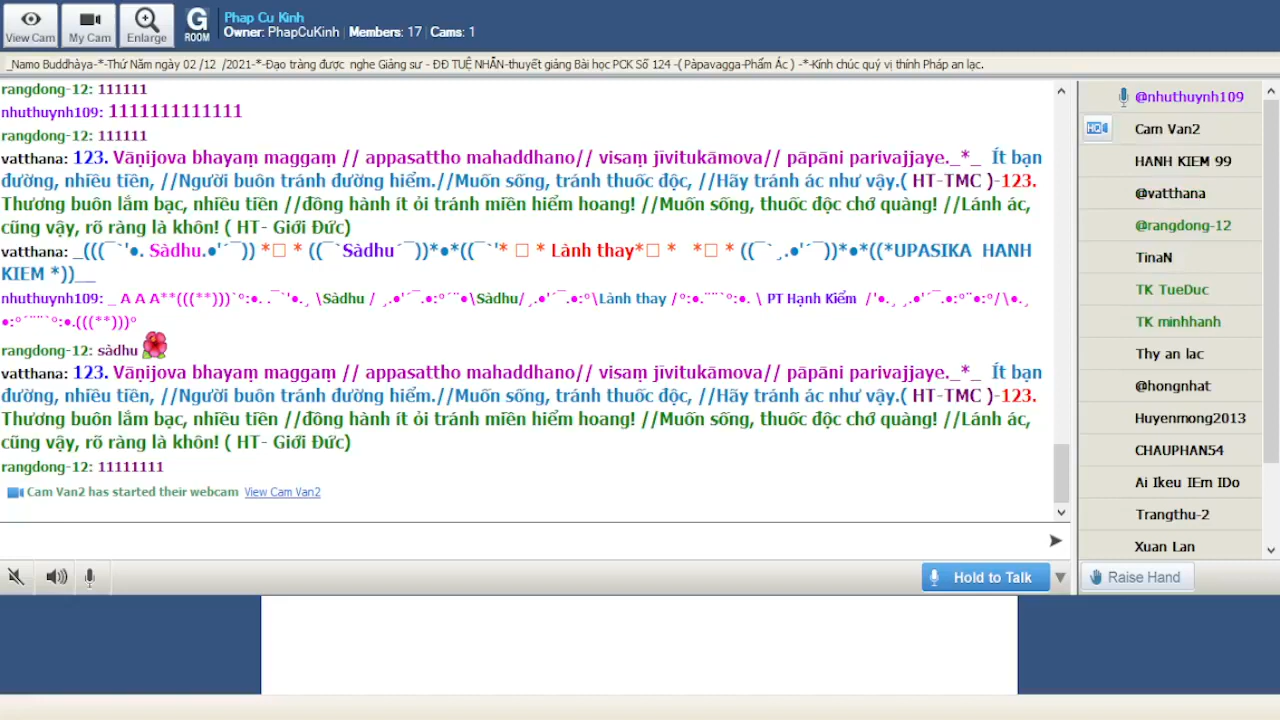 View Cam
My Cam
Enlarge
G
ROOM
Phap Cu Kinh
Owner: PhapCuKinh | Members: 17 | Cams: 1
_Namo Buddhàya-*-Thứ Năm ngày 02 /12 /2021-*-Đạo tràng được nghe Giảng sư - ĐĐ TUỆ NHẪN-thuyết giảng Bài học PCK Số 124 -( Pàpavagga-Phẩm Ác ) -*-Kính chúc quý vị thính Pháp an lạc.
rangdong-12: 111111
nhuthuynh109: 1111111111111
rangdong-12: 111111
vatthana: 123. Vāṇijova bhayaṃ maggaṃ // appasattho mahaddhano// visaṃ jīvitukāmova// pāpāni parivajjaye._*_ Ít bạn
đường, nhiều tiền, //Người buôn tránh đường hiểm.//Muốn sống, tránh thuốc độc, //Hãy tránh ác như vậy.( HT-TMC )-123.
Thương buôn lắm bạc, nhiều tiền //đồng hành ít ỏi tránh miền hiểm hoang! //Muốn sống, thuốc độc chớ quàng! //Lánh ác,
cũng vậy, rõ ràng là khôn! ( HT- Giới Đức)
vatthana: _(((¯`'●. Sàdhu.●'´¯)) *□ * ((¯`Sàdhu´¯))*●*((¯`'* □ * Lành thay*□ * *□ * ((¯`¸.●'´¯))*●*((*UPASIKA HANH
KIEM *))__
nhuthuynh109: _ A A A**(((**)))`°:●. .¯`'●.¸ \Sàdhu / ¸.●'´¯.●:°´¨●\Sàdhu/¸.●'´¯.●:°\Lành thay /°:●.¨¨`°:●. \ PT Hạnh Kiểm /'●.¸ ¸.●'´¯.●:°¨●:°/\●.¸
●:°´¨¨`°:●.(((**)))°
rangdong-12: sàdhu
vatthana: 123. Vāṇijova bhayaṃ maggaṃ // appasattho mahaddhano// visaṃ jīvitukāmova// pāpāni parivajjaye._*_ Ít bạn
đường, nhiều tiền, //Người buôn tránh đường hiểm.//Muốn sống, tránh thuốc độc, //Hãy tránh ác như vậy.( HT-TMC )-123.
Thương buôn lắm bạc, nhiều tiền //đồng hành ít ỏi tránh miền hiểm hoang! //Muốn sống, thuốc độc chớ quàng! //Lánh ác,
cũng vậy, rõ ràng là khôn! ( HT- Giới Đức)
rangdong-12: 11111111
Cam Van2 has started their webcam View Cam Van2
Hold to Talk
@nhuthuynh109
HD
Cam Van2
HANH KIEM 99
@vatthana
@rangdong-12
TinaN
TK TueDuc
TK minhhanh
Thy an lac
@hongnhat
Huyenmong2013
CHAUPHAN54
Ai Ikeu IEm IDo
Trangthu-2
Xuan Lan
Raise Hand